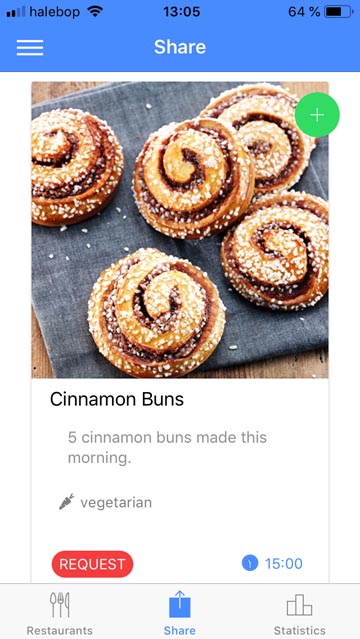 halebop 13:05 64 %
Share
Cinnamon Buns
5 cinnamon buns made this
morning.
vegetarian
REQUEST 15:00
Restaurants Share Statistics